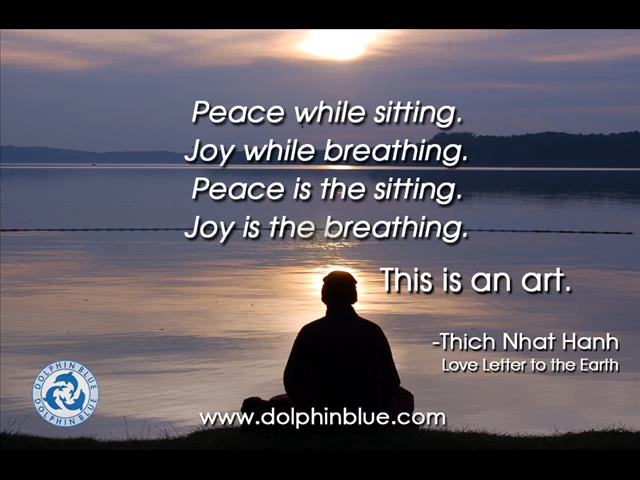 Peace while sitting.
Joy while breathing.
Peace is the sitting.
Joy is the breathing.
This is an art.
-Thich Nhat Hanh
Love Letter to the Earth
DOLPHIN BLUE
DOLPHIN BLUE
www.dolphinblue.com